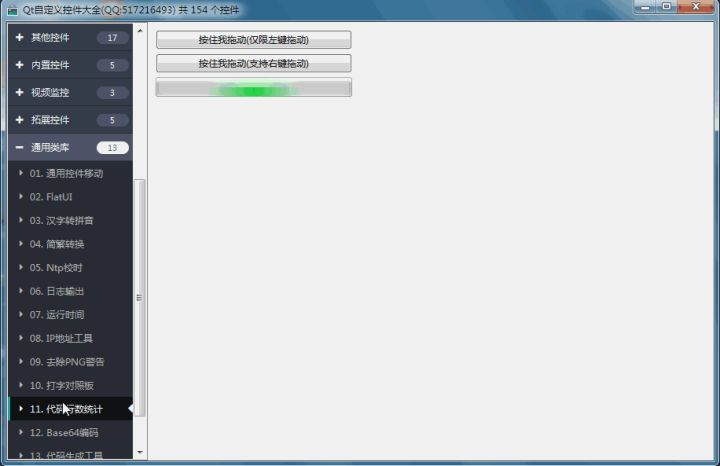 Qt自定义控件大全(QQ:517216493) 共 154 个控件
其他控件 17
内置控件 5
视频监控 3
拓展控件 5
通用类库 13
01. 通用控件移动
02. FlatUI
03. 汉字转拼音
04. 简繁转换
05. Ntp校时
06. 日志输出
07. 运行时间
08. IP地址工具
09. 去除PNG警告
10. 打字对照板
11. 代码行数统计
12. Base64编码
13. 代码生成工具
按住我拖动(仅限左键拖动)
按住我拖动(支持右键拖动)